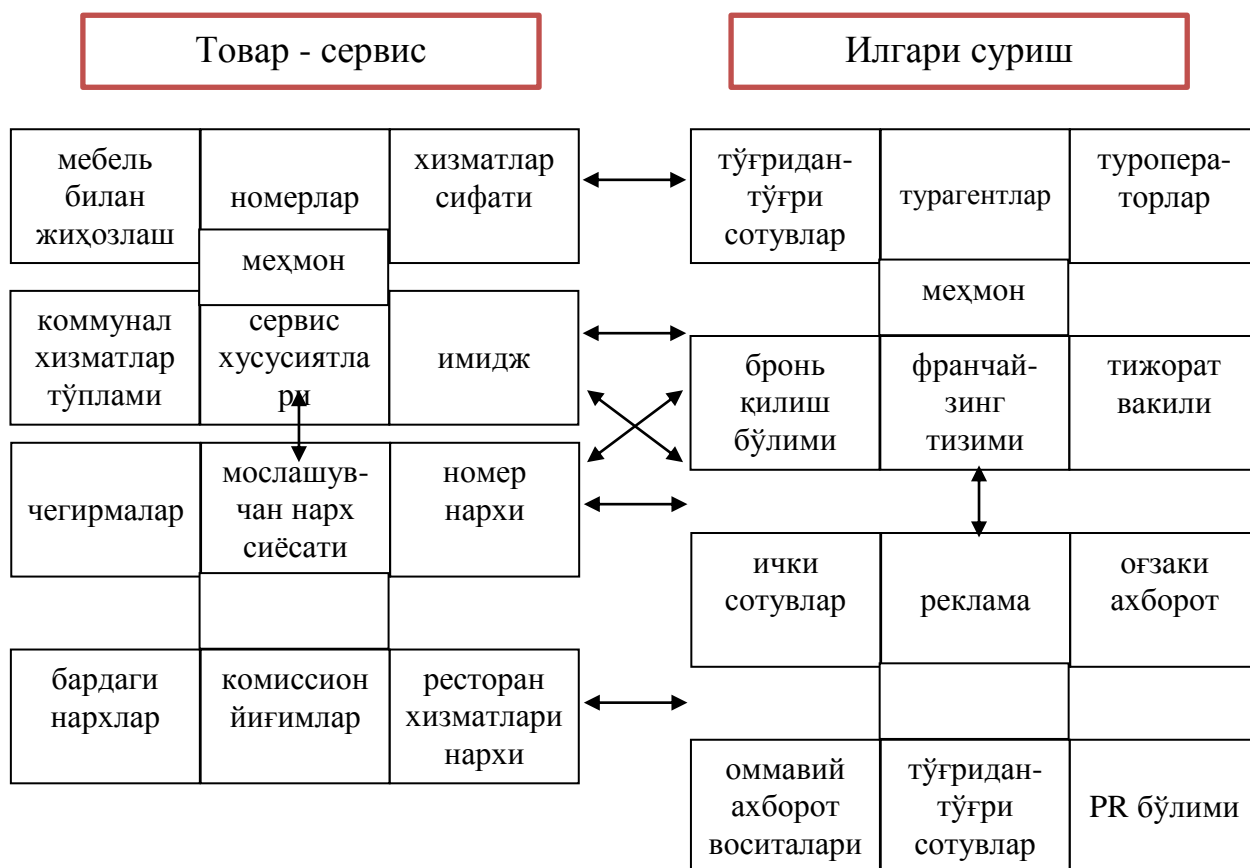 Товар - сервис
Илгари суриш
мебель
билан
жиҳозлаш
номерлар
хизматлар
сифати
меҳмон
коммунал
хизматлар
тўплами
сервис
хусусиятла
ри
имидж
чегирмалар
мослашув-
чан нарх
сиёсати
номер
нархи
бардаги
нархлар
комиссион
йиғимлар
ресторан
хизматлари
нархи
тўғридан-
тўғри
сотувлар
турагентлар
туропера-
торлар
меҳмон
бронь
қилиш
бўлими
франчай-
зинг
тизими
тижорат
вакили
ички
сотувлар
реклама
оғзаки
ахборот
оммавий
ахборот
воситалари
тўғридан-
тўғри
сотувлар
PR бўлими